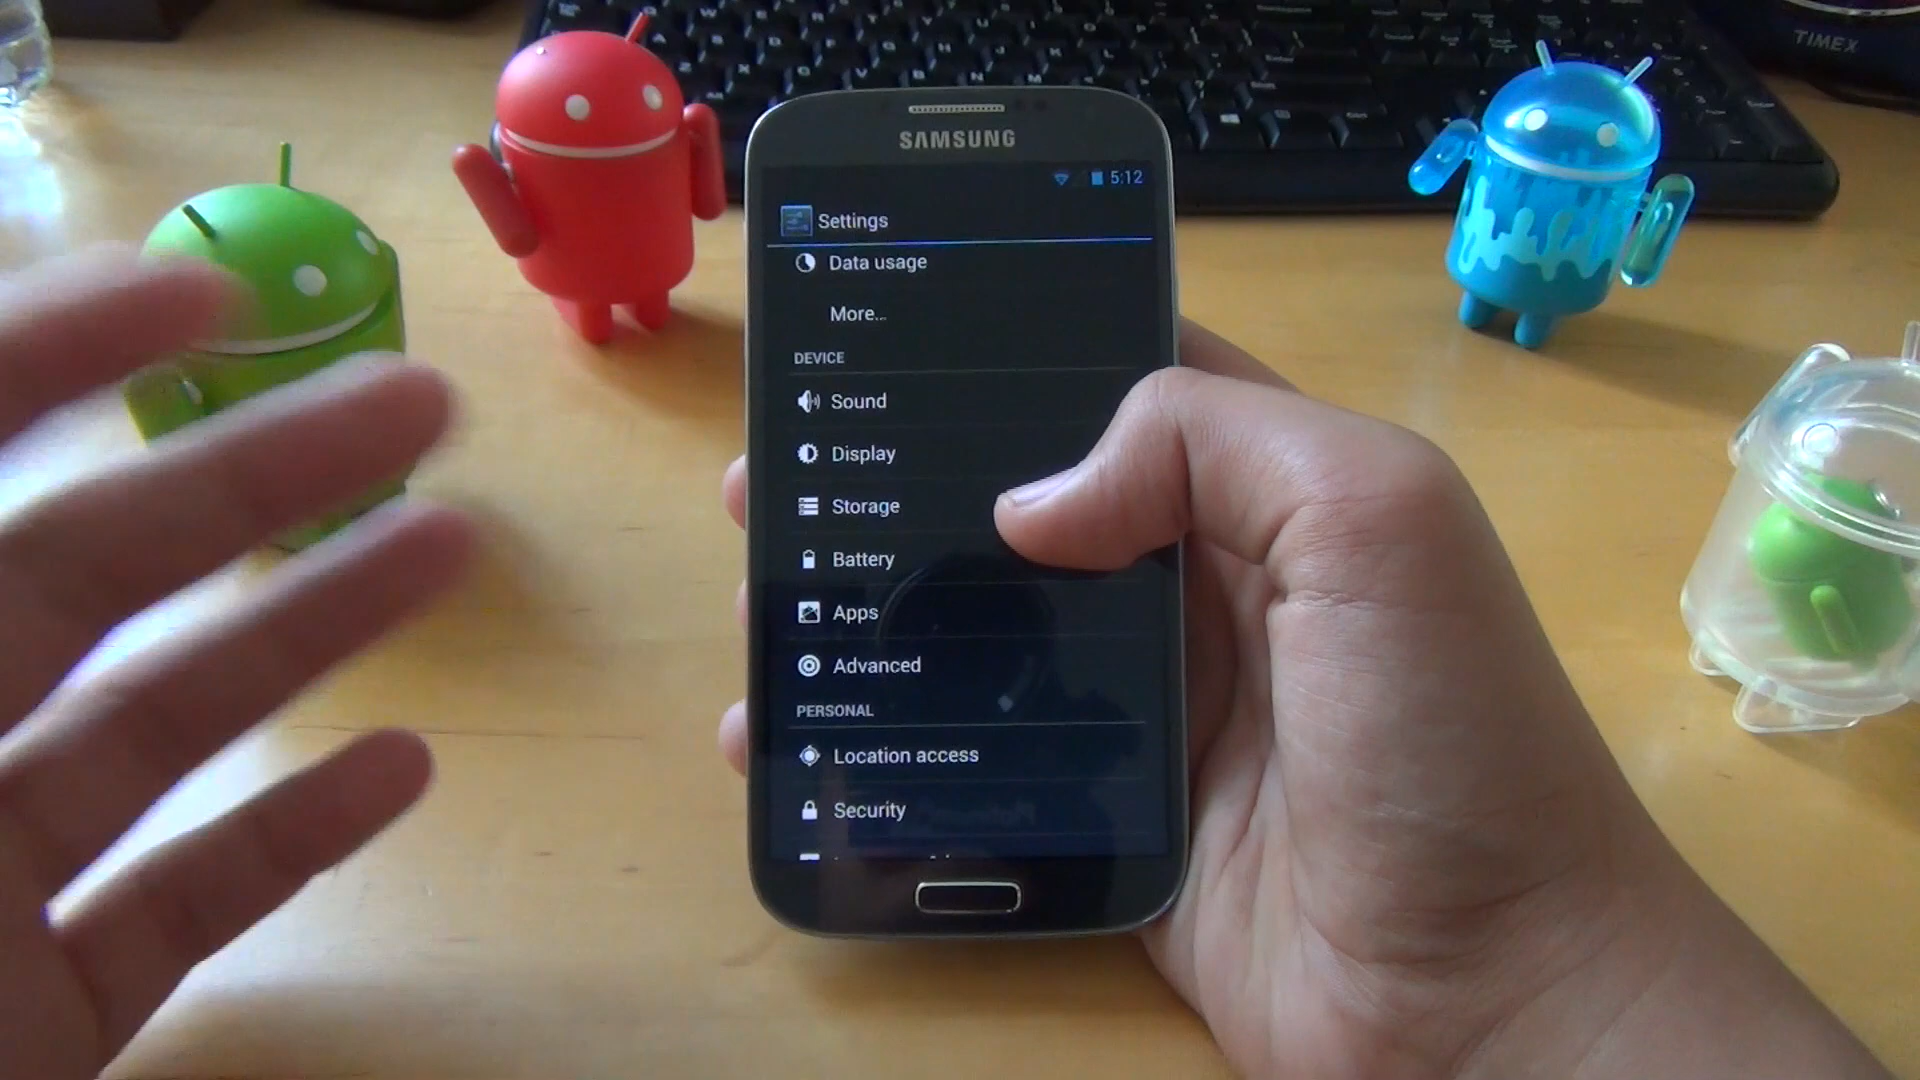 TIMEX
SAMSUNG
5:12
Settings
Data usage
More...
DEVICE
Sound
Display
Storage
Battery
Apps
Advanced
PERSONAL
Location access
Security